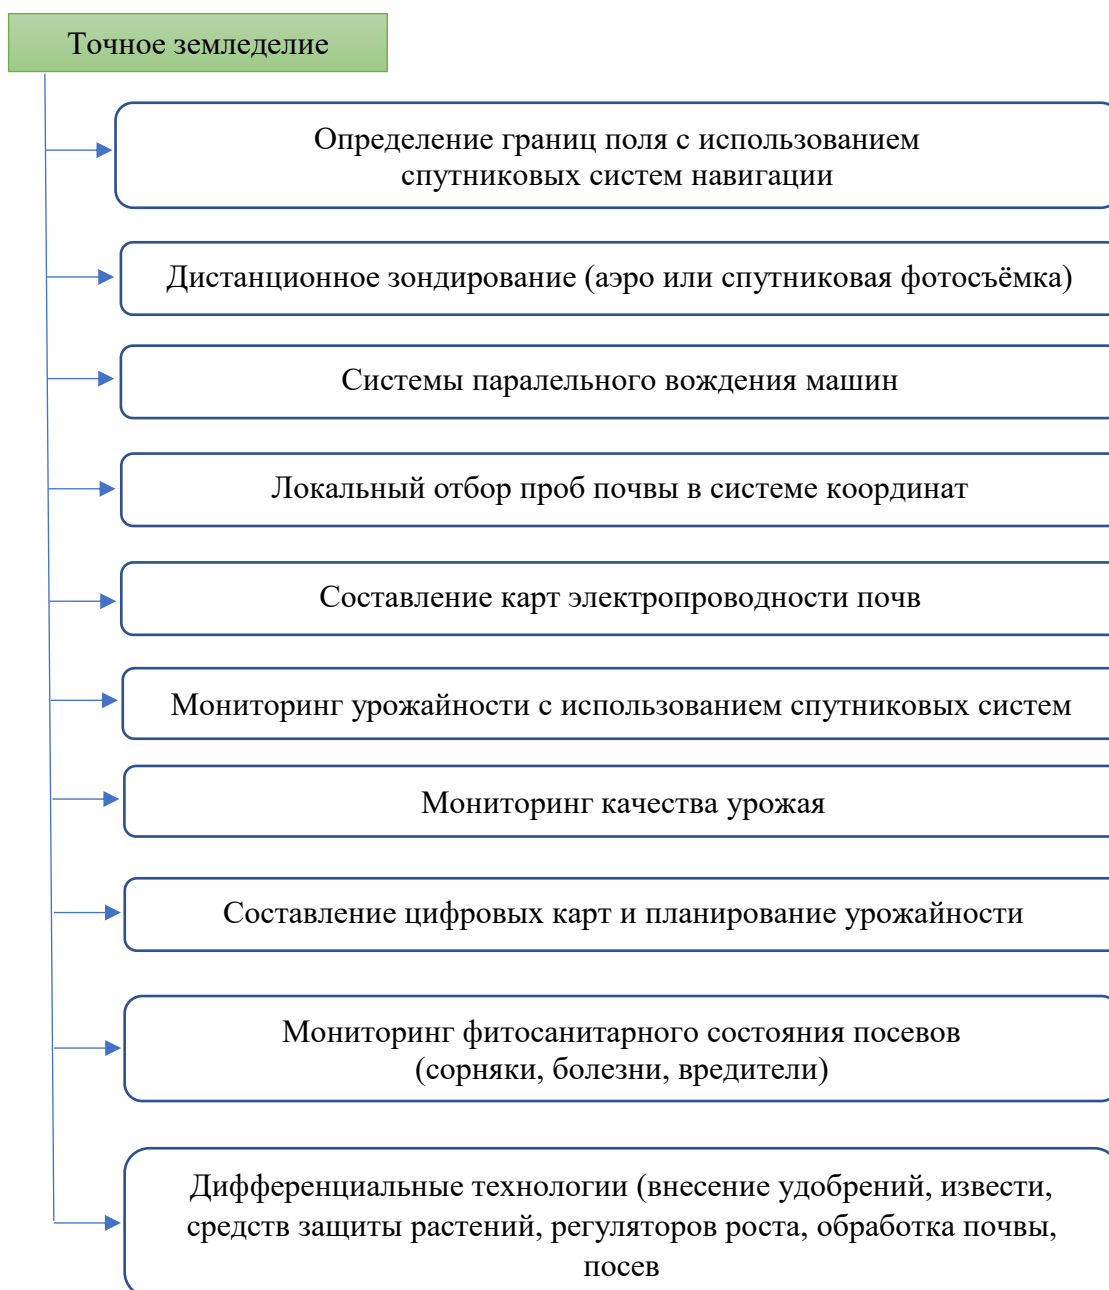 Точное земледелие
Определение границ поля с использованием
спутниковых систем навигации
Дистанционное зондирование (аэро или спутниковая фотосъёмка)
Системы паралельного вождения машин
Локальный отбор проб почвы в системе координат
Составление карт электропроводности почв
Мониторинг урожайности с использованием спутниковых систем
Мониторинг качества урожая
Составление цифровых карт и планирование урожайности
Мониторинг фитосанитарного состояния посевов
(сорняки, болезни, вредители)
Дифференциальные технологии (внесение удобрений, извести,
средств защиты растений, регуляторов роста, обработка почвы,
посев